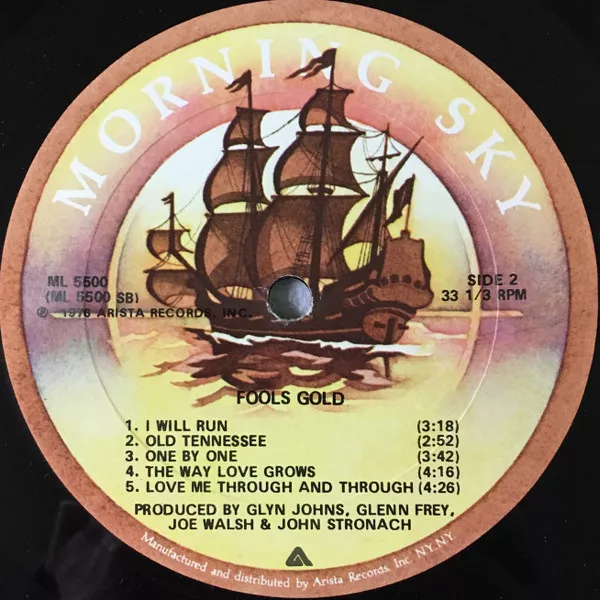 MORNING SKY
ML 5500
(ML 5500 SB)
℗ 1976 ARISTA RECORDS, INC.
SIDE 2
33 1/3 RPM
FOOLS GOLD
1. I WILL RUN (3:18)
2. OLD TENNESSEE (2:52)
3. ONE BY ONE (3:42)
4. THE WAY LOVE GROWS (4:16)
5. LOVE ME THROUGH AND THROUGH (4:26)
PRODUCED BY GLYN JOHNS, GLENN FREY,
JOE WALSH & JOHN STRONACH
Manufactured and distributed by Arista Records, Inc. N.Y. N.Y.